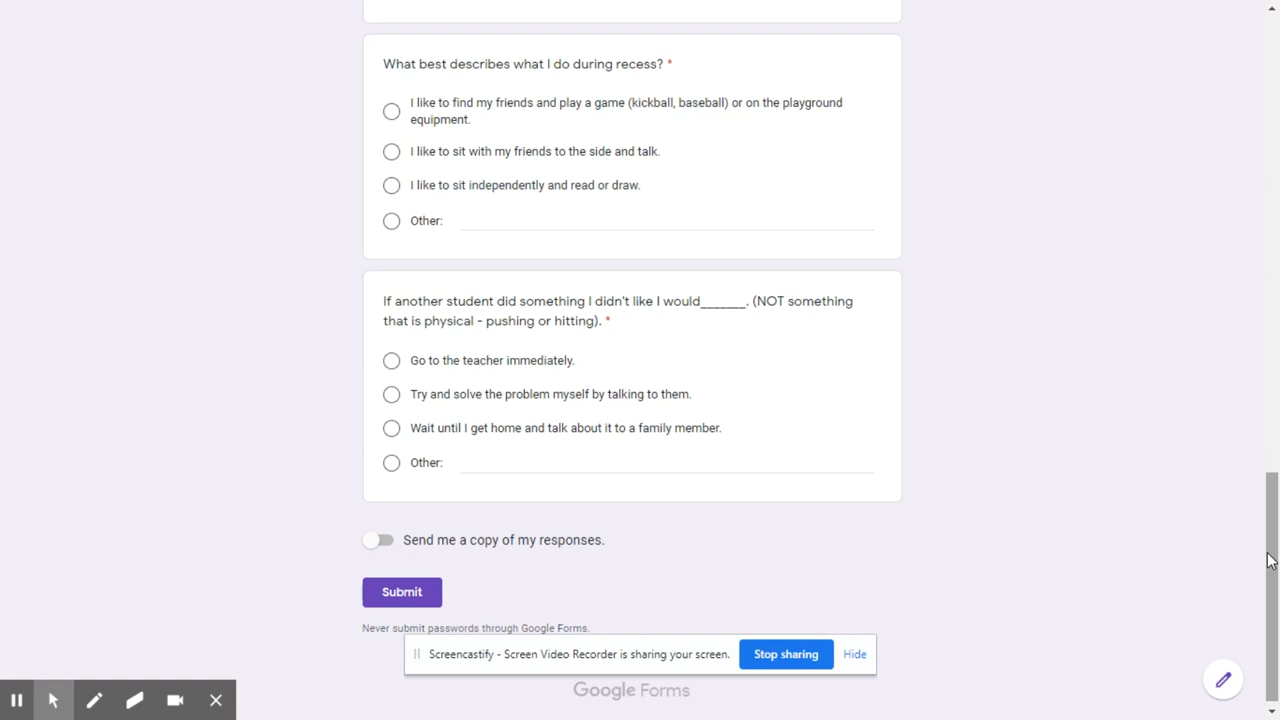 What best describes what I do during recess? *
I like to find my friends and play a game (kickball, baseball) or on the playground
equipment.
I like to sit with my friends to the side and talk.
I like to sit independently and read or draw.
Other:
If another student did something I didn't like I would_______. (NOT something
that is physical - pushing or hitting). *
Go to the teacher immediately.
Try and solve the problem myself by talking to them.
Wait until I get home and talk about it to a family member.
Other:
Send me a copy of my responses.
Submit
Never submit passwords through Google Forms.
Screencastify - Screen Video Recorder is sharing your screen. Stop sharing Hide
Google Forms